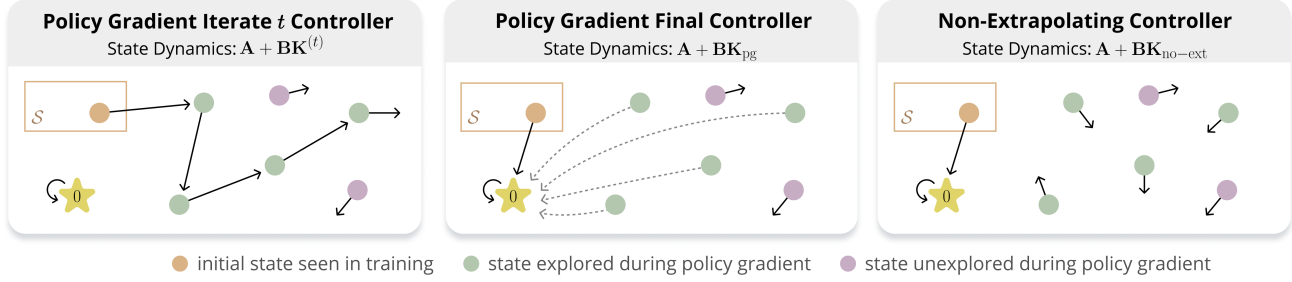 Policy Gradient Iterate t Controller
State Dynamics: A + BK^(t)
S
0
Policy Gradient Final Controller
State Dynamics: A + BK_pg
S
0
Non-Extrapolating Controller
State Dynamics: A + BK_no−ext
S
0
initial state seen in training
state explored during policy gradient
state unexplored during policy gradient